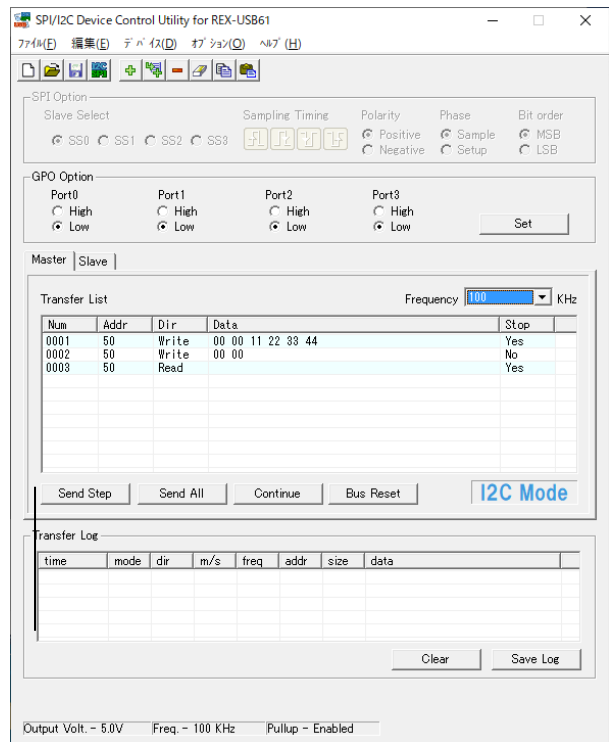 SPI/I2C Device Control Utility for REX-USB61
ﾌｧｲﾙ(F) 編集(E) ﾃﾞﾊﾞｲｽ(D) ｵﾌﾟｼｮﾝ(O) ﾍﾙﾌﾟ(H)
SPI Option
Slave Select Sampling Timing Polarity Phase Bit order
SS0 SS1 SS2 SS3 Positive Sample MSB
Negative Setup LSB
GPO Option
Port0 Port1 Port2 Port3
High High High High
Low Low Low Low Set
Master Slave
Transfer List Frequency 100 KHz
Num Addr Dir Data Stop
0001 50 Write 00 00 11 22 33 44 Yes
0002 50 Write 00 00 No
0003 50 Read Yes
Send Step Send All Continue Bus Reset I2C Mode
Transfer Log
time mode dir m/s freq addr size data
Clear Save Log
Output Volt. - 5.0V Freq. - 100 KHz Pullup - Enabled